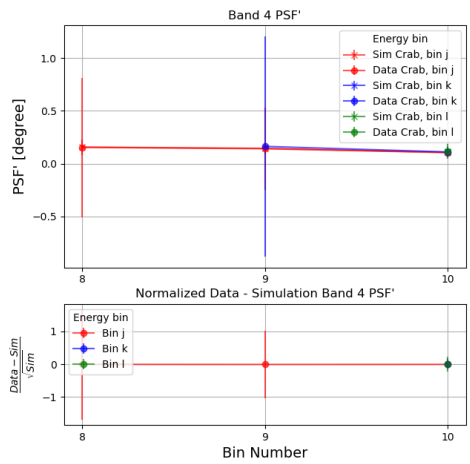 Band 4 PSF'
PSF' [degree]
1.0
0.5
0.0
−0.5
Energy bin
Sim Crab, bin j
Data Crab, bin j
Sim Crab, bin k
Data Crab, bin k
Sim Crab, bin l
Data Crab, bin l
8
9
10
Normalized Data - Simulation Band 4 PSF'
Data − Sim
√Sim
1
0
−1
Energy bin
Bin j
Bin k
Bin l
8
9
10
Bin Number